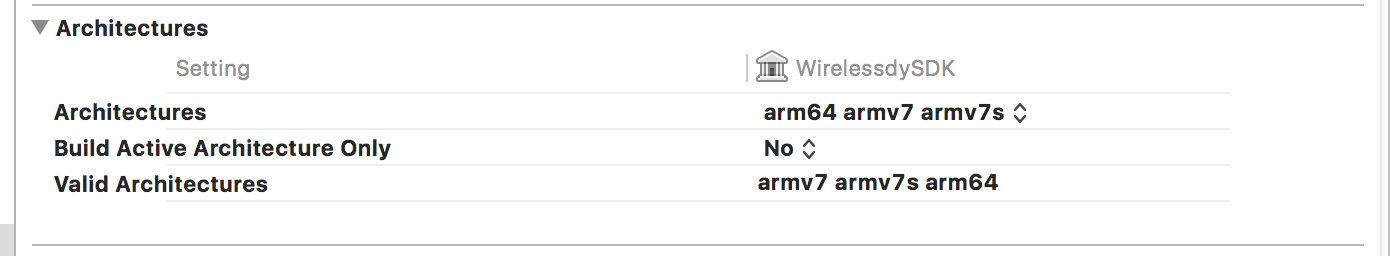 Architectures
Setting WirelessdySDK
Architectures arm64 armv7 armv7s
Build Active Architecture Only No
Valid Architectures armv7 armv7s arm64